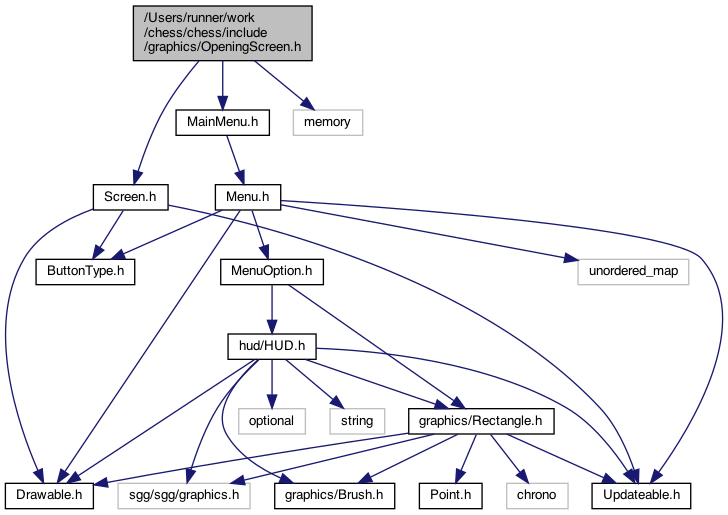 /Users/runner/work
/chess/chess/include
/graphics/OpeningScreen.h
MainMenu.h
memory
Screen.h
Menu.h
ButtonType.h
MenuOption.h
unordered_map
hud/HUD.h
optional
string
graphics/Rectangle.h
Drawable.h
sgg/sgg/graphics.h
graphics/Brush.h
Point.h
chrono
Updateable.h